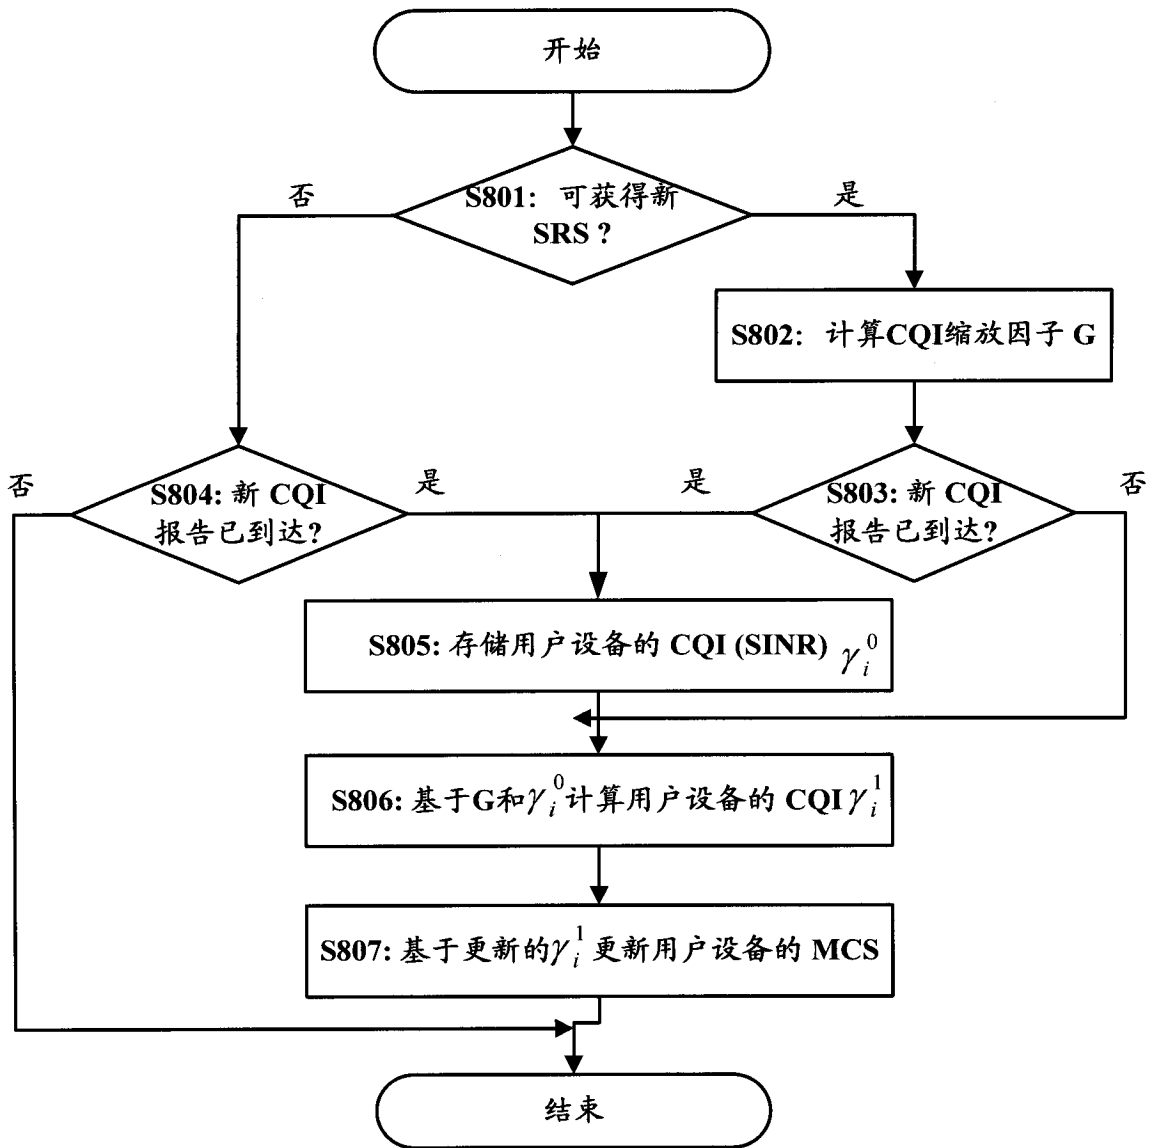 开始
否
是
S801: 可获得新
SRS ?
S802: 计算CQI缩放因子 G
否
S804: 新 CQI
报告已到达?
是
是
S803: 新 CQI
报告已到达?
否
S805: 存储用户设备的 CQI (SINR) γ_i^0
S806: 基于G和γ_i^0计算用户设备的 CQI γ_i^1
S807: 基于更新的γ_i^1 更新用户设备的 MCS
结束